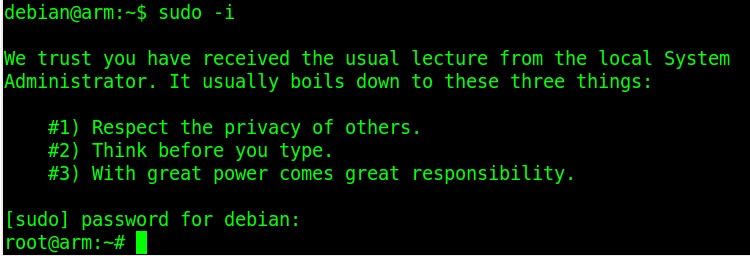 debian@arm:~$ sudo -i
We trust you have received the usual lecture from the local System
Administrator. It usually boils down to these three things:
#1) Respect the privacy of others.
#2) Think before you type.
#3) With great power comes great responsibility.
[sudo] password for debian:
root@arm:~#